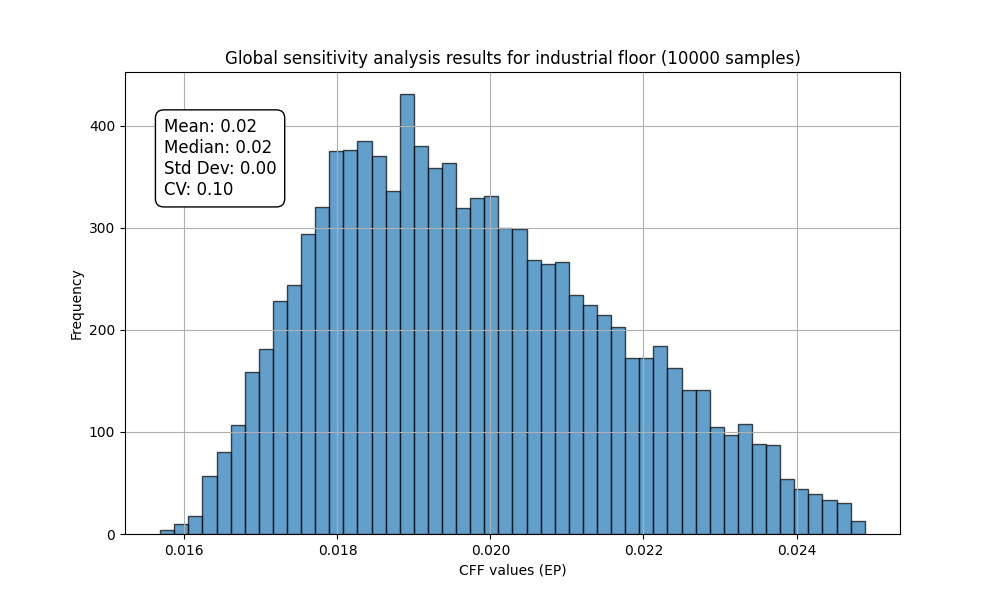 Global sensitivity analysis results for industrial floor (10000 samples)
Mean: 0.02
Median: 0.02
Std Dev: 0.00
CV: 0.10
Frequency
400
300
200
100
0
0.016 0.018 0.020 0.022 0.024
CFF values (EP)